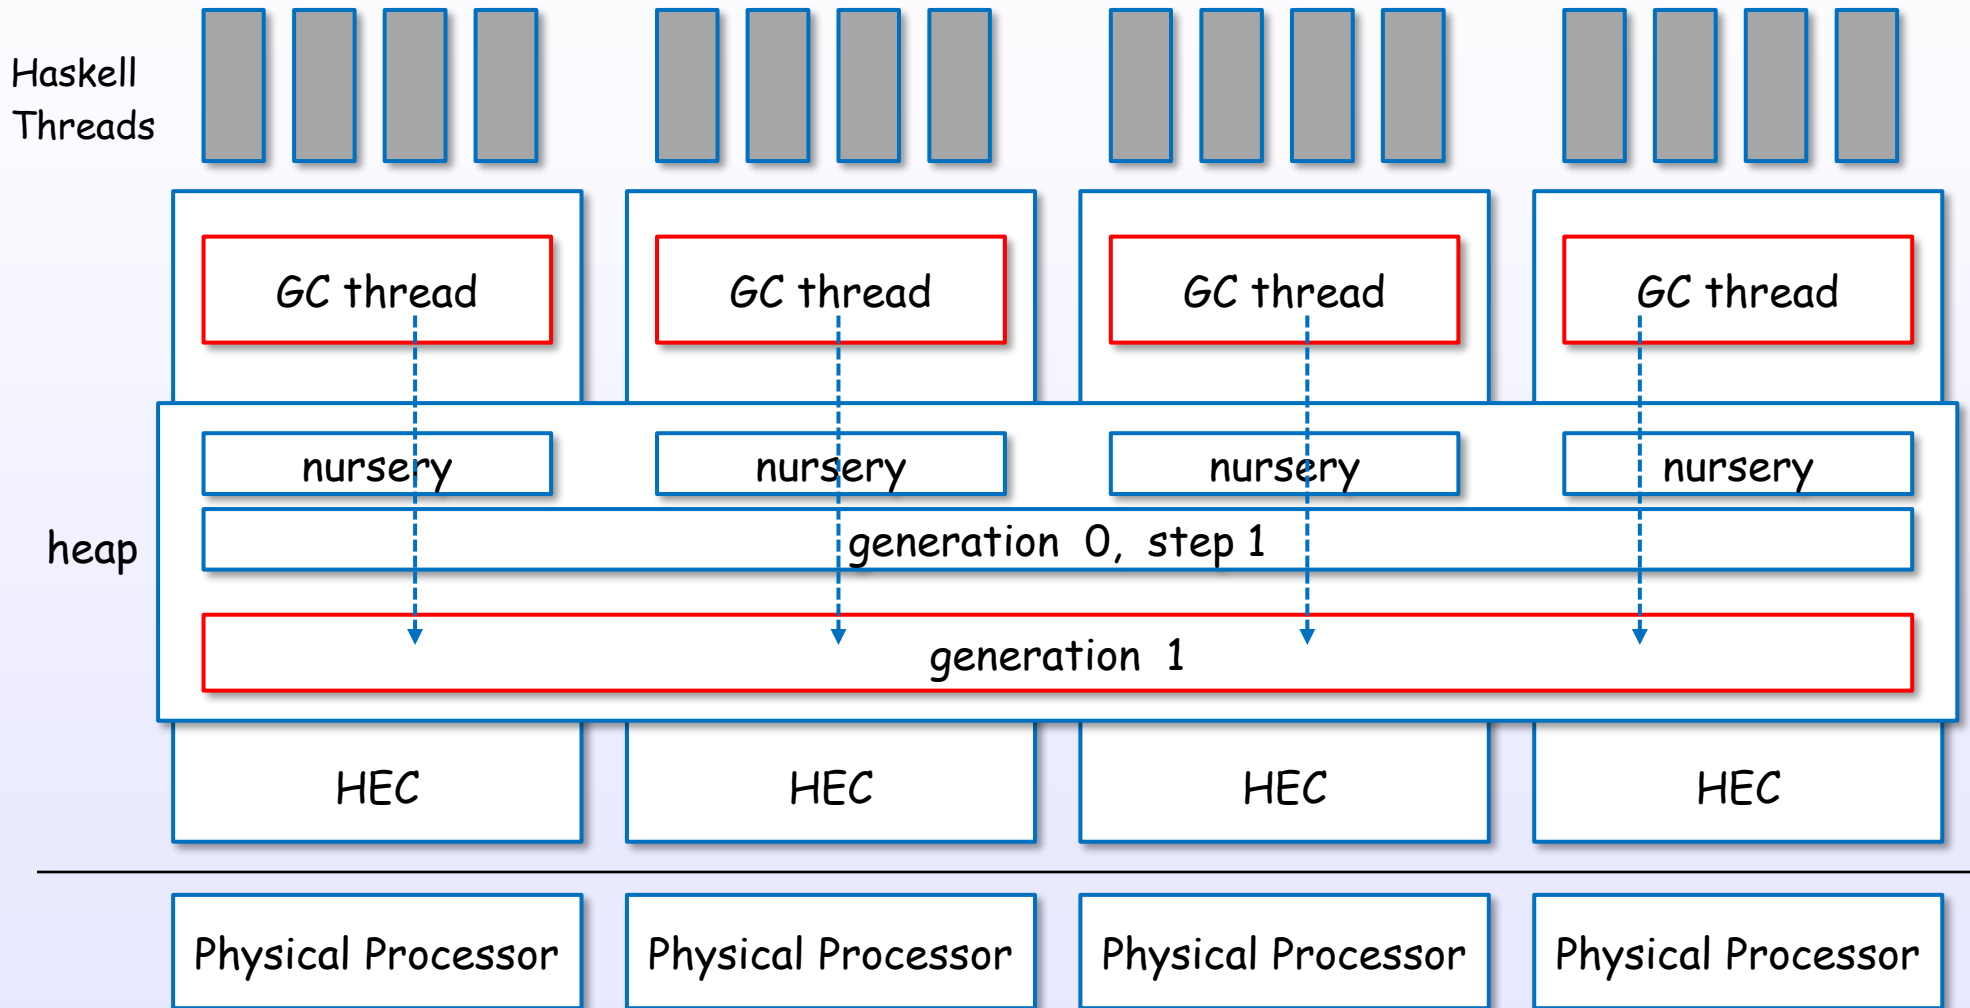 Haskell
Threads
GC thread GC thread GC thread GC thread
nursery nursery nursery nursery
generation 0, step 1
heap
generation 1
HEC HEC HEC HEC
Physical Processor Physical Processor Physical Processor Physical Processor